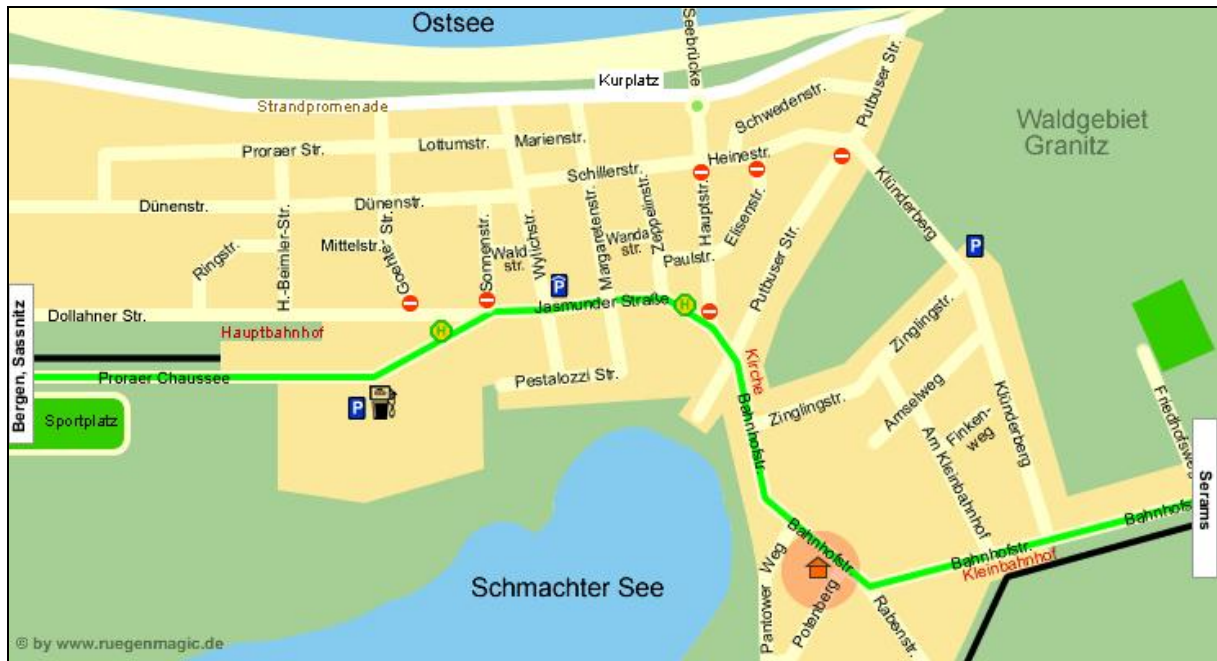 Ostsee
Seebrücke
Kurplatz
Putbuser Str.
Strandpromenade
Schwedenstr.
Waldgebiet
Granitz
Proraer Str.
Lottumstr.
Marienstr.
Heinestr.
Schillerstr.
Klünderberg
Dünenstr.
Dünenstr.
H.-Beimler-Str.
Goehte-Str.
Margaretenstr.
Zeppelinstr.
Hauptstr.
Elisenstr.
Ringstr.
Mittelstr.
Sonnenstr.
Wald
str.
Wylichstr.
Wanda
str.
Paulstr.
Putbuser Str.
P
P
Bergen, Sassnitz
Dollahner Str.
Jasmunder Straße
H
H
Hauptbahnhof
Zinglingstr.
Proraer Chaussee
Pestalozzi Str.
Kirche
P
Sportplatz
Bahnhofstr.
Zinglingstr.
Amselweg
Finken-
weg
Klünderberg
Friedhofsweg
Am Kleinbahnhof
Serams
Bahnhofstr.
Bahnhofstr.
Bahnhofs
Kleinbahnhof
Schmachter See
Pantower Weg
Potenberg
Rabenstr.
© by www.ruegenmagic.de